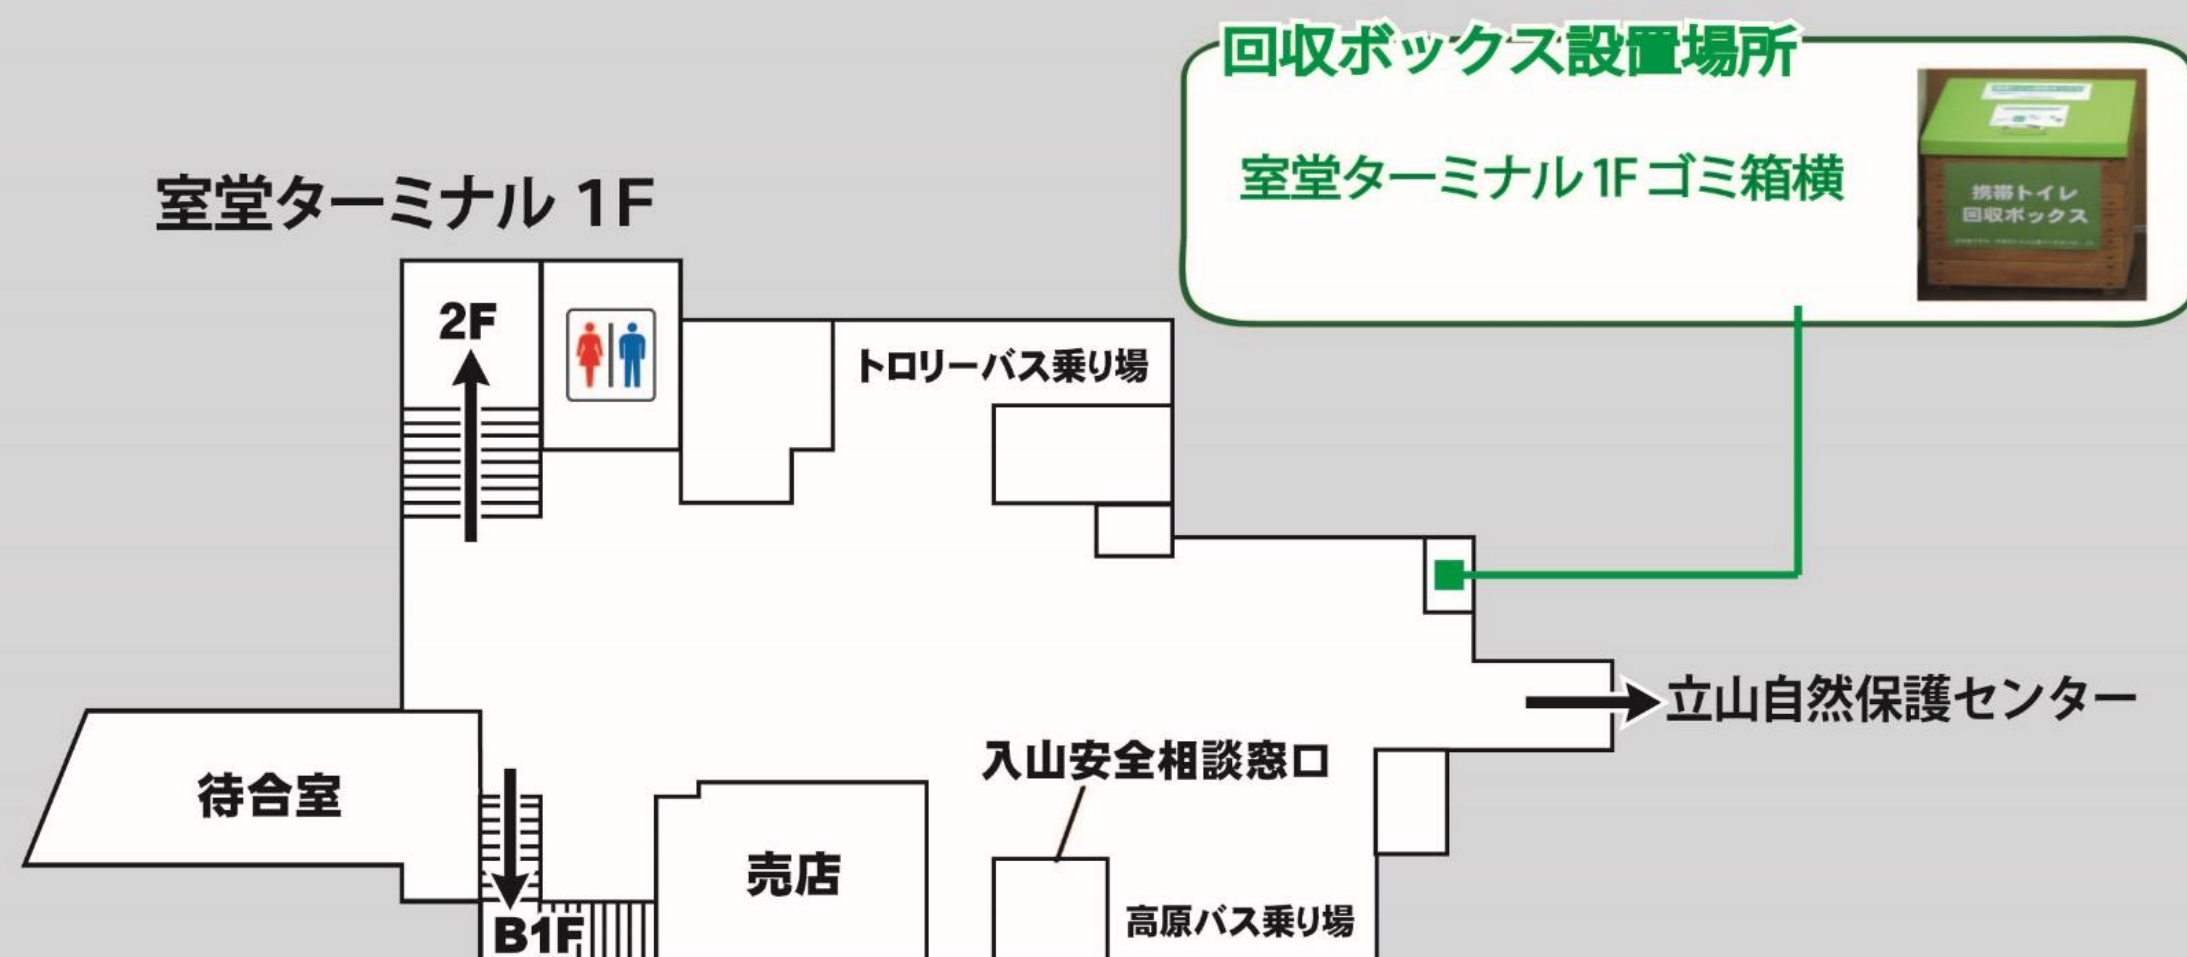 回収ボックス設置場所
室堂ターミナル1Fゴミ箱横
携帯トイレ
回収ボックス
室堂ターミナル 1F
2F
トロリーバス乗り場
立山自然保護センター
入山安全相談窓口
待合室
売店
高原バス乗り場
B1F